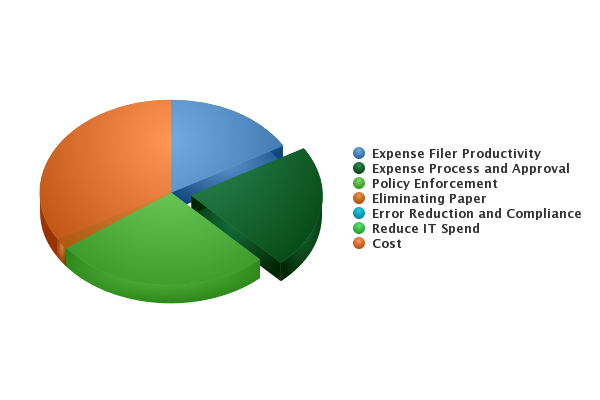 Expense Filer Productivity
Expense Process and Approval
Policy Enforcement
Eliminating Paper
Error Reduction and Compliance
Reduce IT Spend
Cost